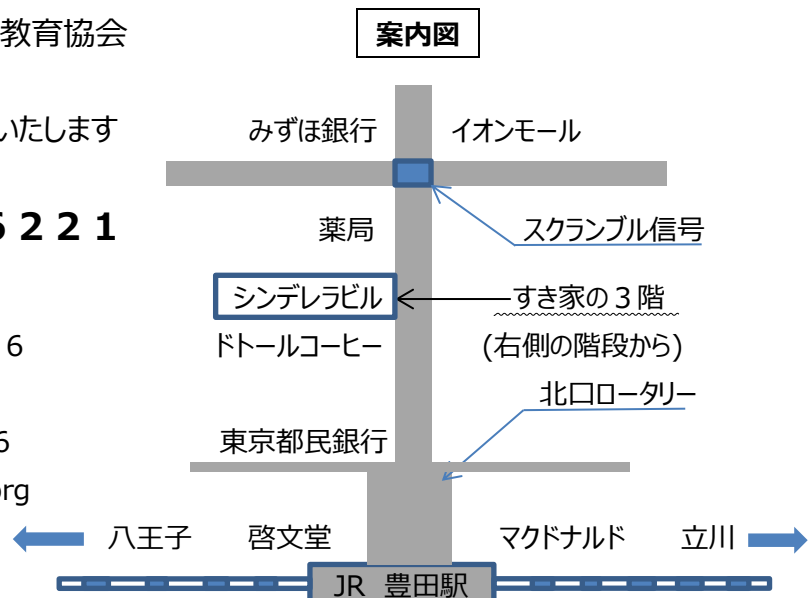 教育協会
案内図
いたします
みずほ銀行
イオンモール
６２２１
薬局
スクランブル信号
シンデレラビル
すき家の３階
6
ドトールコーヒー
(右側の階段から)
北口ロータリー
6
東京都民銀行
org
八王子
啓文堂
マクドナルド
立川
JR 豊田駅